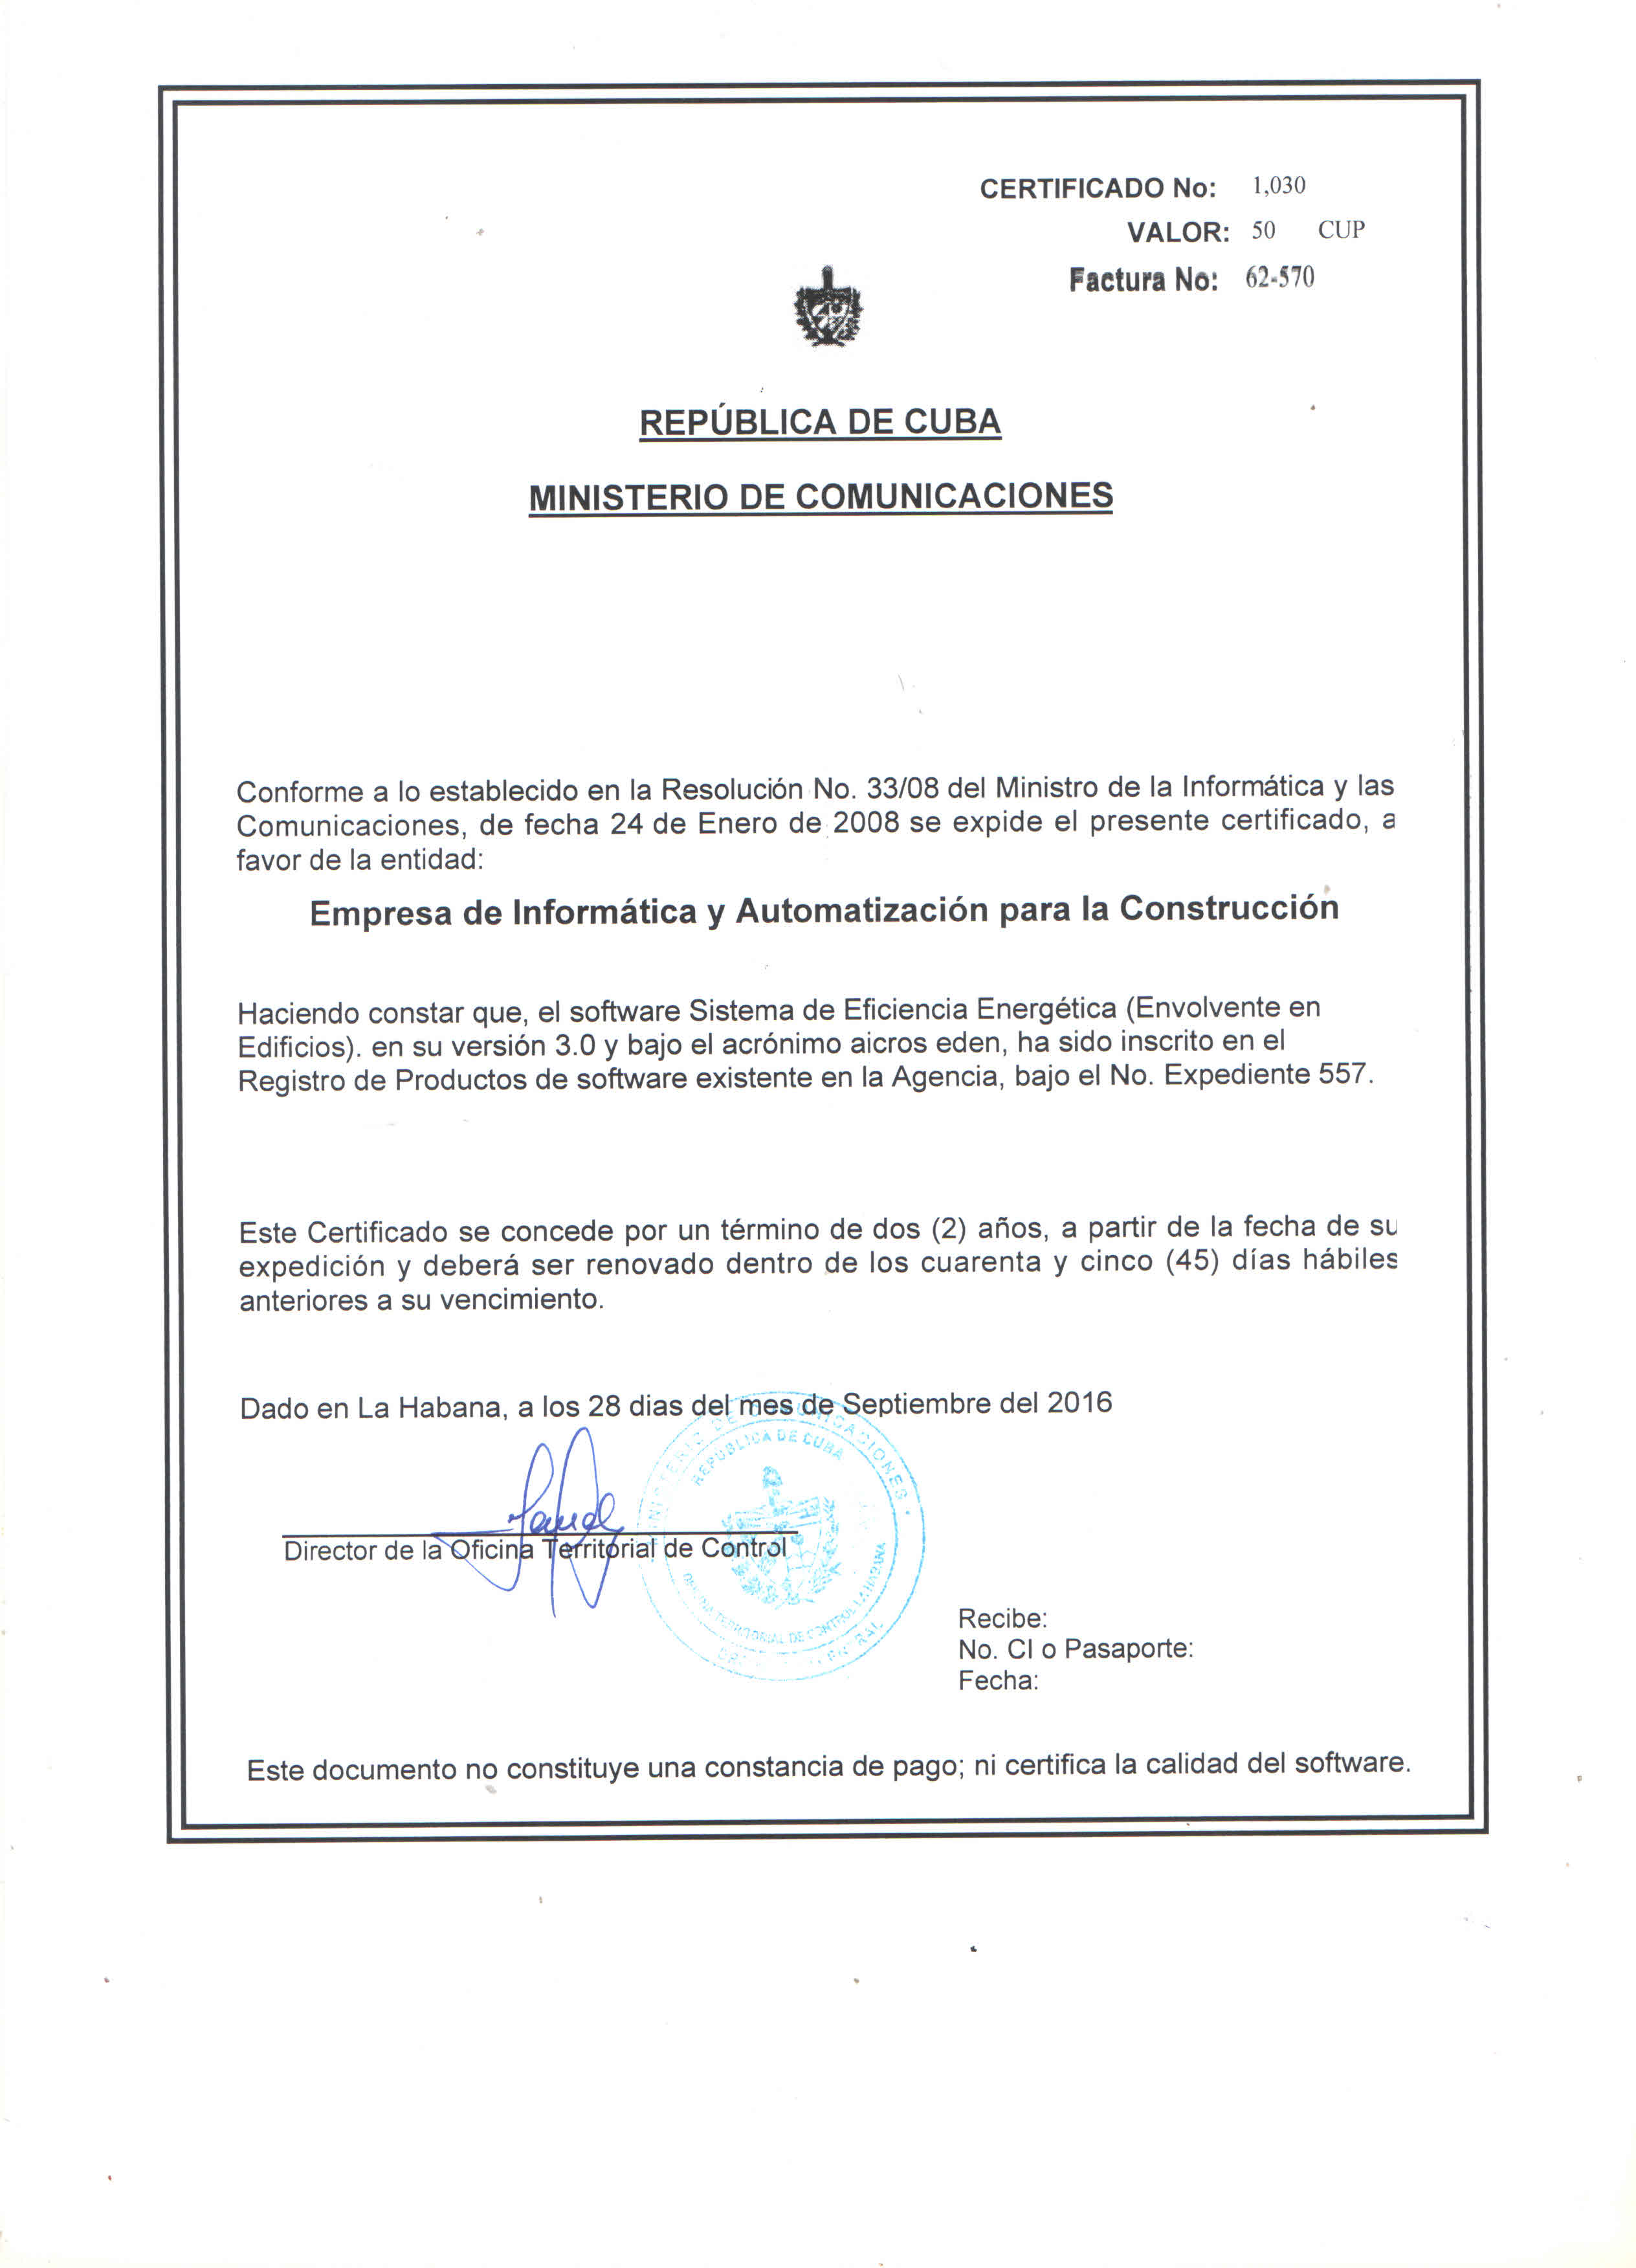 CERTIFICADO No: 1,030
VALOR: 50 CUP
Factura No: 62-570
REPÚBLICA DE CUBA
MINISTERIO DE COMUNICACIONES
Conforme a lo establecido en la Resolución No. 33/08 del Ministro de la Informática y las
Comunicaciones, de fecha 24 de Enero de 2008 se expide el presente certificado, a
favor de la entidad:
Empresa de Informática y Automatización para la Construcción
Haciendo constar que, el software Sistema de Eficiencia Energética (Envolvente en
Edificios). en su versión 3.0 y bajo el acrónimo aicros eden, ha sido inscrito en el
Registro de Productos de software existente en la Agencia, bajo el No. Expediente 557.
Este Certificado se concede por un término de dos (2) años, a partir de la fecha de su
expedición y deberá ser renovado dentro de los cuarenta y cinco (45) días hábiles
anteriores a su vencimiento.
Dado en La Habana, a los 28 dias del mes de Septiembre del 2016
MINISTERIO DE COMUNICACIONES
REPÚBLICA DE CUBA
Director de la Oficina Territorial de Control
OFICINA TERRITORIAL DE CONTROL LA HABANA
Recibe:
No. CI o Pasaporte:
Fecha:
Este documento no constituye una constancia de pago; ni certifica la calidad del software.